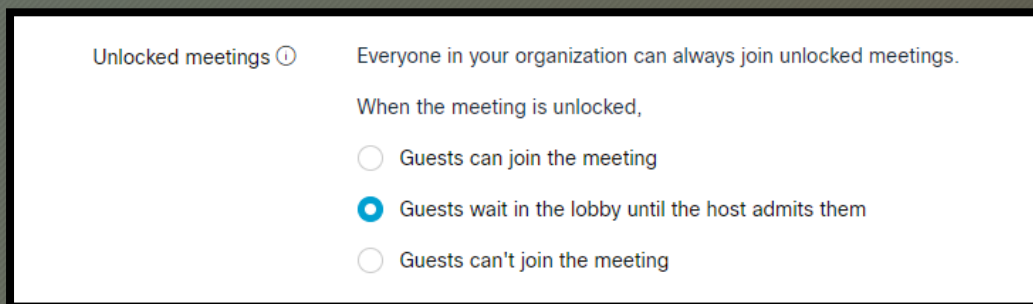 Unlocked meetings Everyone in your organization can always join unlocked meetings.
When the meeting is unlocked,
Guests can join the meeting
Guests wait in the lobby until the host admits them
Guests can't join the meeting